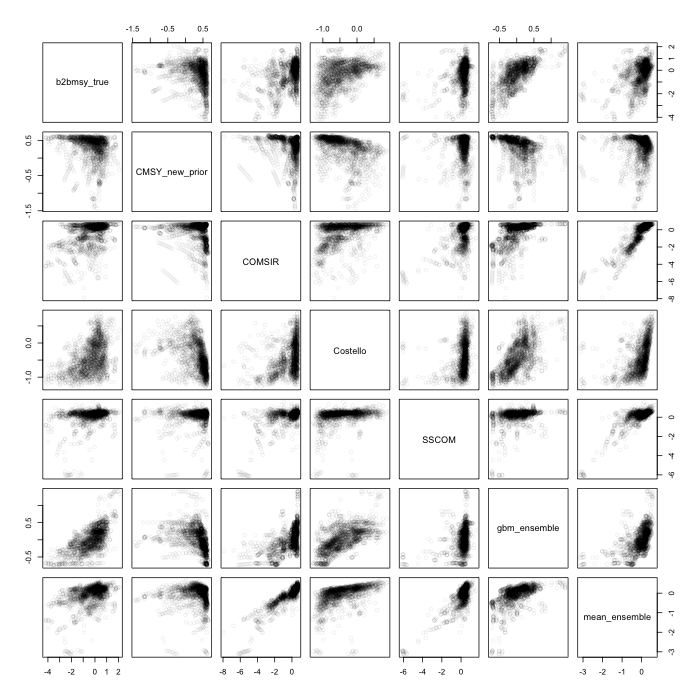 -1.5 -0.5 0.5 -1.0 0.0 -0.5 0.5
b2bmsy_true
-4 -2 -1 0 1 2
-1.5 -0.5 0.5
CMSY_new_prior
COMSIR
-8 -6 -4 -2 0
-1.0 0.0
Costello
SSCOM
-6 -4 -2 0
-0.5 0.5
gbm_ensemble
mean_ensemble
-3 -2 -1 0
-4 -2 0 1 2 -8 -6 -4 -2 0 -6 -4 -2 0 -3 -2 -1 0